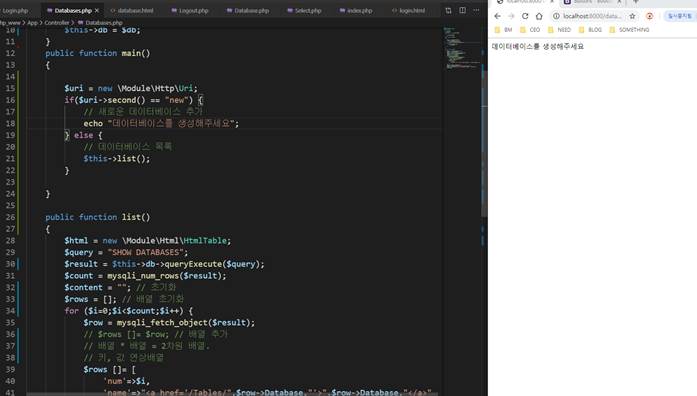 Login.php
Databases.php
database.html
Logout.php
Database.php
Select.php
index.php
login.html
php_www > App > Controller > Databases.php
10 $this->db = $db;
11 }
12 public function main()
13 {
14
15 $uri = new \Module\Http\Uri;
16 if($uri->second() == "new") {
17 // 새로운 데이터베이스 추가
18 echo "데이터베이스를 생성해주세요";
19 } else {
20 // 데이터베이스 목록
21 $this->list();
22 }
23
24 }
25
26 public function list()
27 {
28 $html = new \Module\Html\HtmlTable;
29 $query = "SHOW DATABASES";
30 $result = $this->db->queryExecute($query);
31 $count = mysqli_num_rows($result);
32 $content = ""; // 초기화
33 $rows = []; // 배열 초기화
34 for ($i=0;$i<$count;$i++) {
35 $row = mysqli_fetch_object($result);
36 // $rows []= $row; // 배열 추가
37 // 배열 * 배열 = 2차원 배열.
38 // 키, 값 연상배열
39 $rows []= [
40 'num'=>$i,
41 'name'=>"<a href='/Tables/".$row->Database."'>".$row->Database."</a>"
localhost:8000/data
localhost:8000/data...
일시중지됨
BM
CEO
NEED
BLOG
SOMETHING
데이터베이스를 생성해주세요